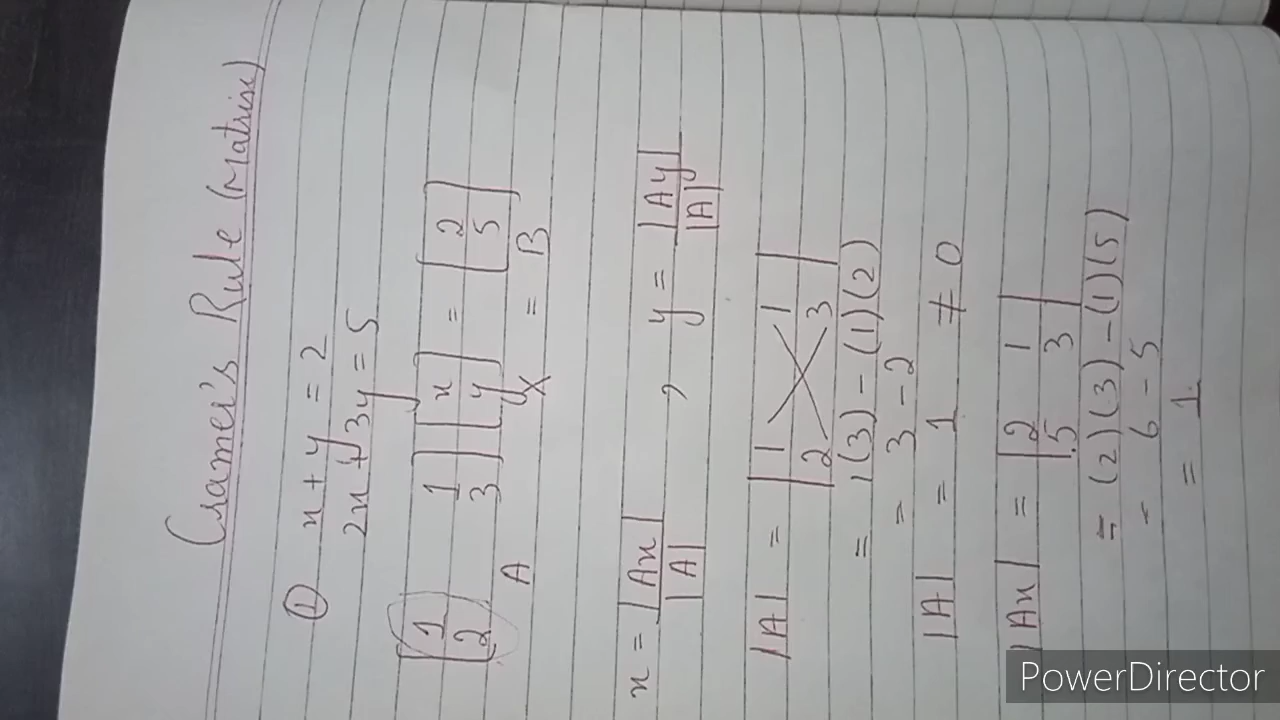 Cramer's Rule (Matrix)
① x + y = 2
2x + 3y = 5
[1 1] [x] = [2]
[2 3] [y] [5]
A X = B
x = |Ax| / |A| , y = |Ay| / |A|
|A| = |1 1|
|2 3|
= 1(3) - (1)(2)
= 3 - 2
|A| = 1 ≠ 0
|Ax| = |2 1|
|5 3|
= (2)(3) - (1)(5)
= 6 - 5
= 1
PowerDirector